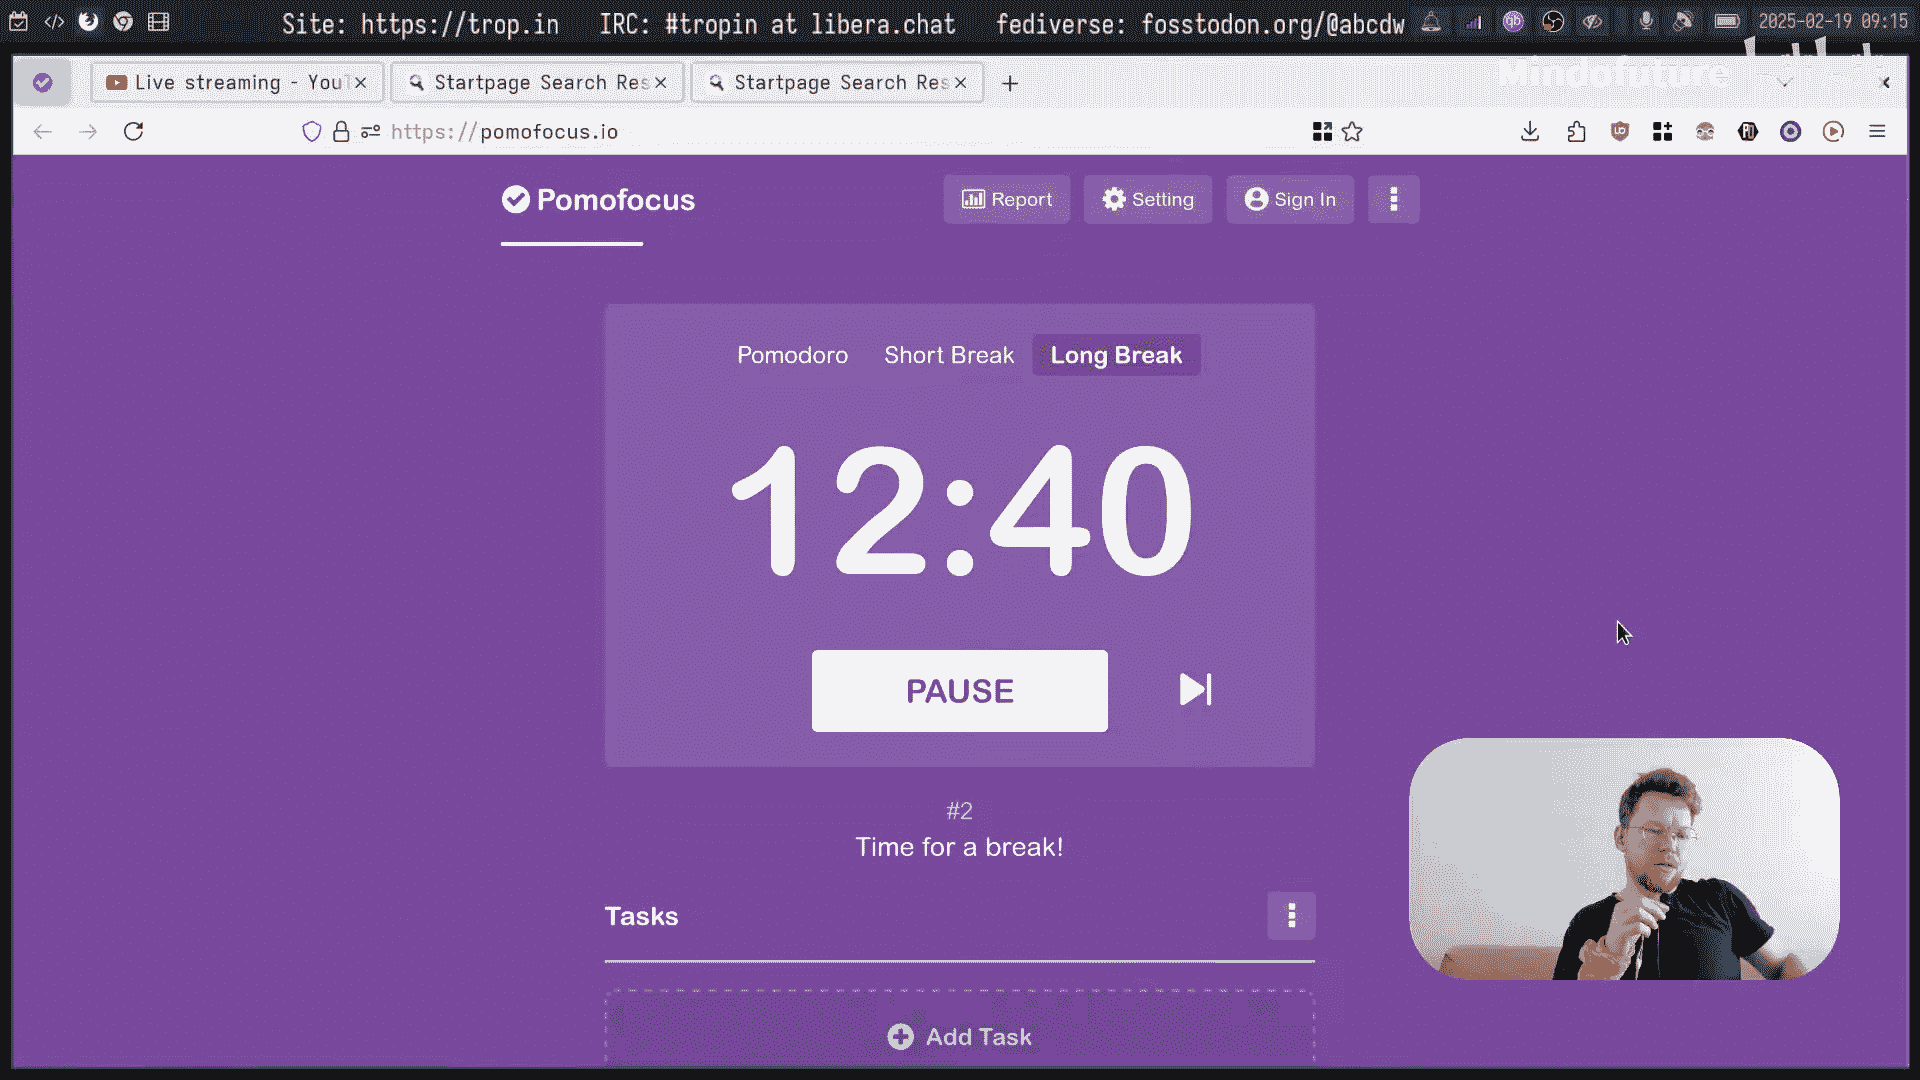 Site: https://trop.in IRC: #tropin at libera.chat fediverse: fosstodon.org/@abcdw 2025-02-19 09:15
Mindofuture
Live streaming - You
Startpage Search Res
Startpage Search Res
https://pomofocus.io
Pomofocus
Report
Setting
Sign In
Pomodoro
Short Break
Long Break
12:40
PAUSE
#2
Time for a break!
Tasks
Add Task